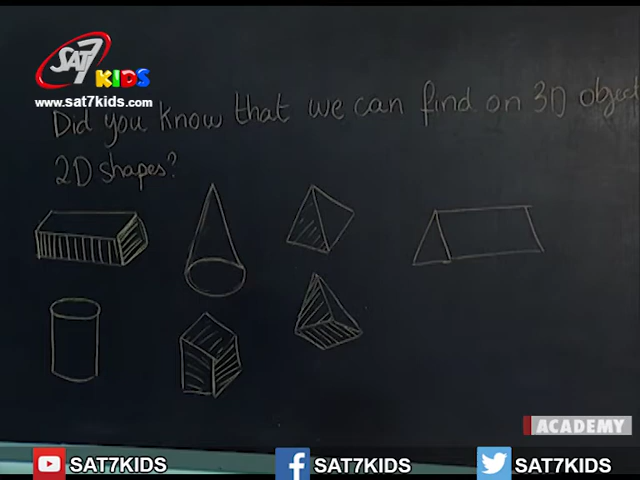 SAT7
KIDS
www.sat7kids.com
Did you know that we can find on 3D object
2D shapes?
ACADEMY
SAT7KIDS
SAT7KIDS
SAT7KIDS